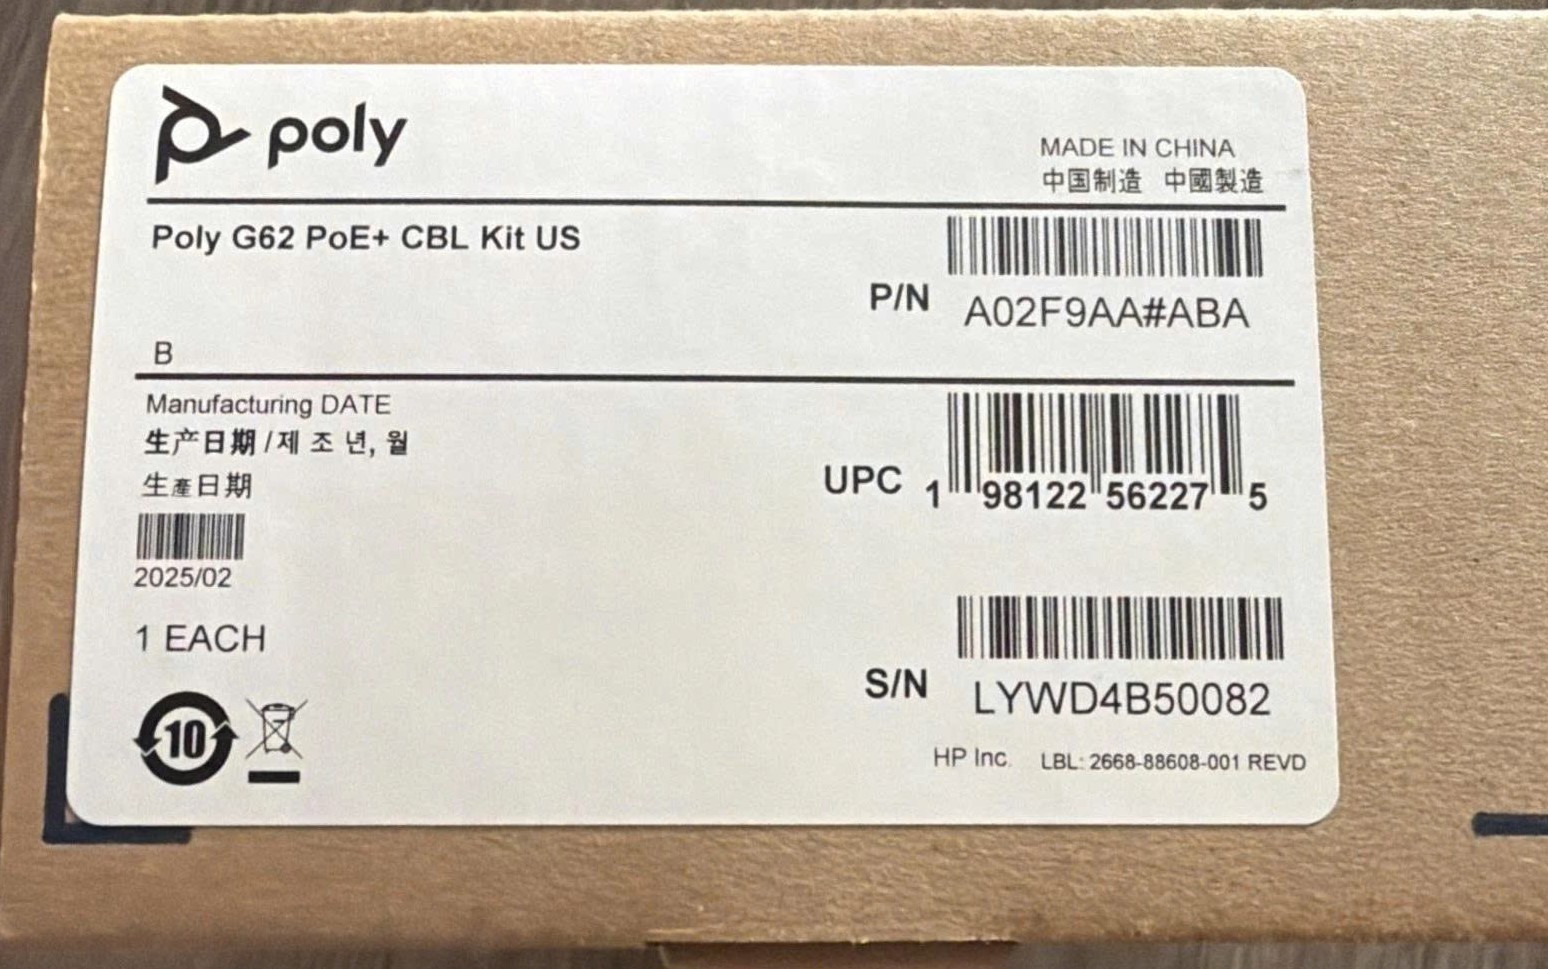 poly
MADE IN CHINA
中国制造 中國製造
Poly G62 PoE+ CBL Kit US
P/N A02F9AA#ABA
B
Manufacturing DATE
生产日期/제 조 년, 월
生產日期
UPC 1 98122 56227 5
2025/02
1 EACH
S/N LYWD4B50082
10
HP Inc. LBL: 2668-88608-001 REVD